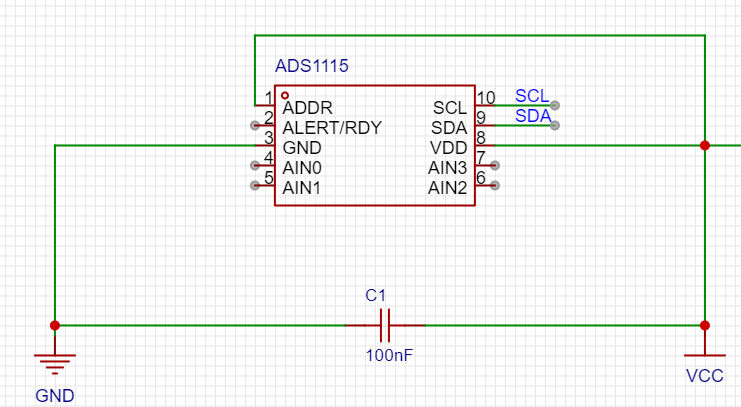 ADS1115
1 ADDR SCL 10 SCL
2 ALERT/RDY SDA 9 SDA
3 GND VDD 8
4 AIN0 AIN3 7
5 AIN1 AIN2 6
C1
100nF
GND
VCC